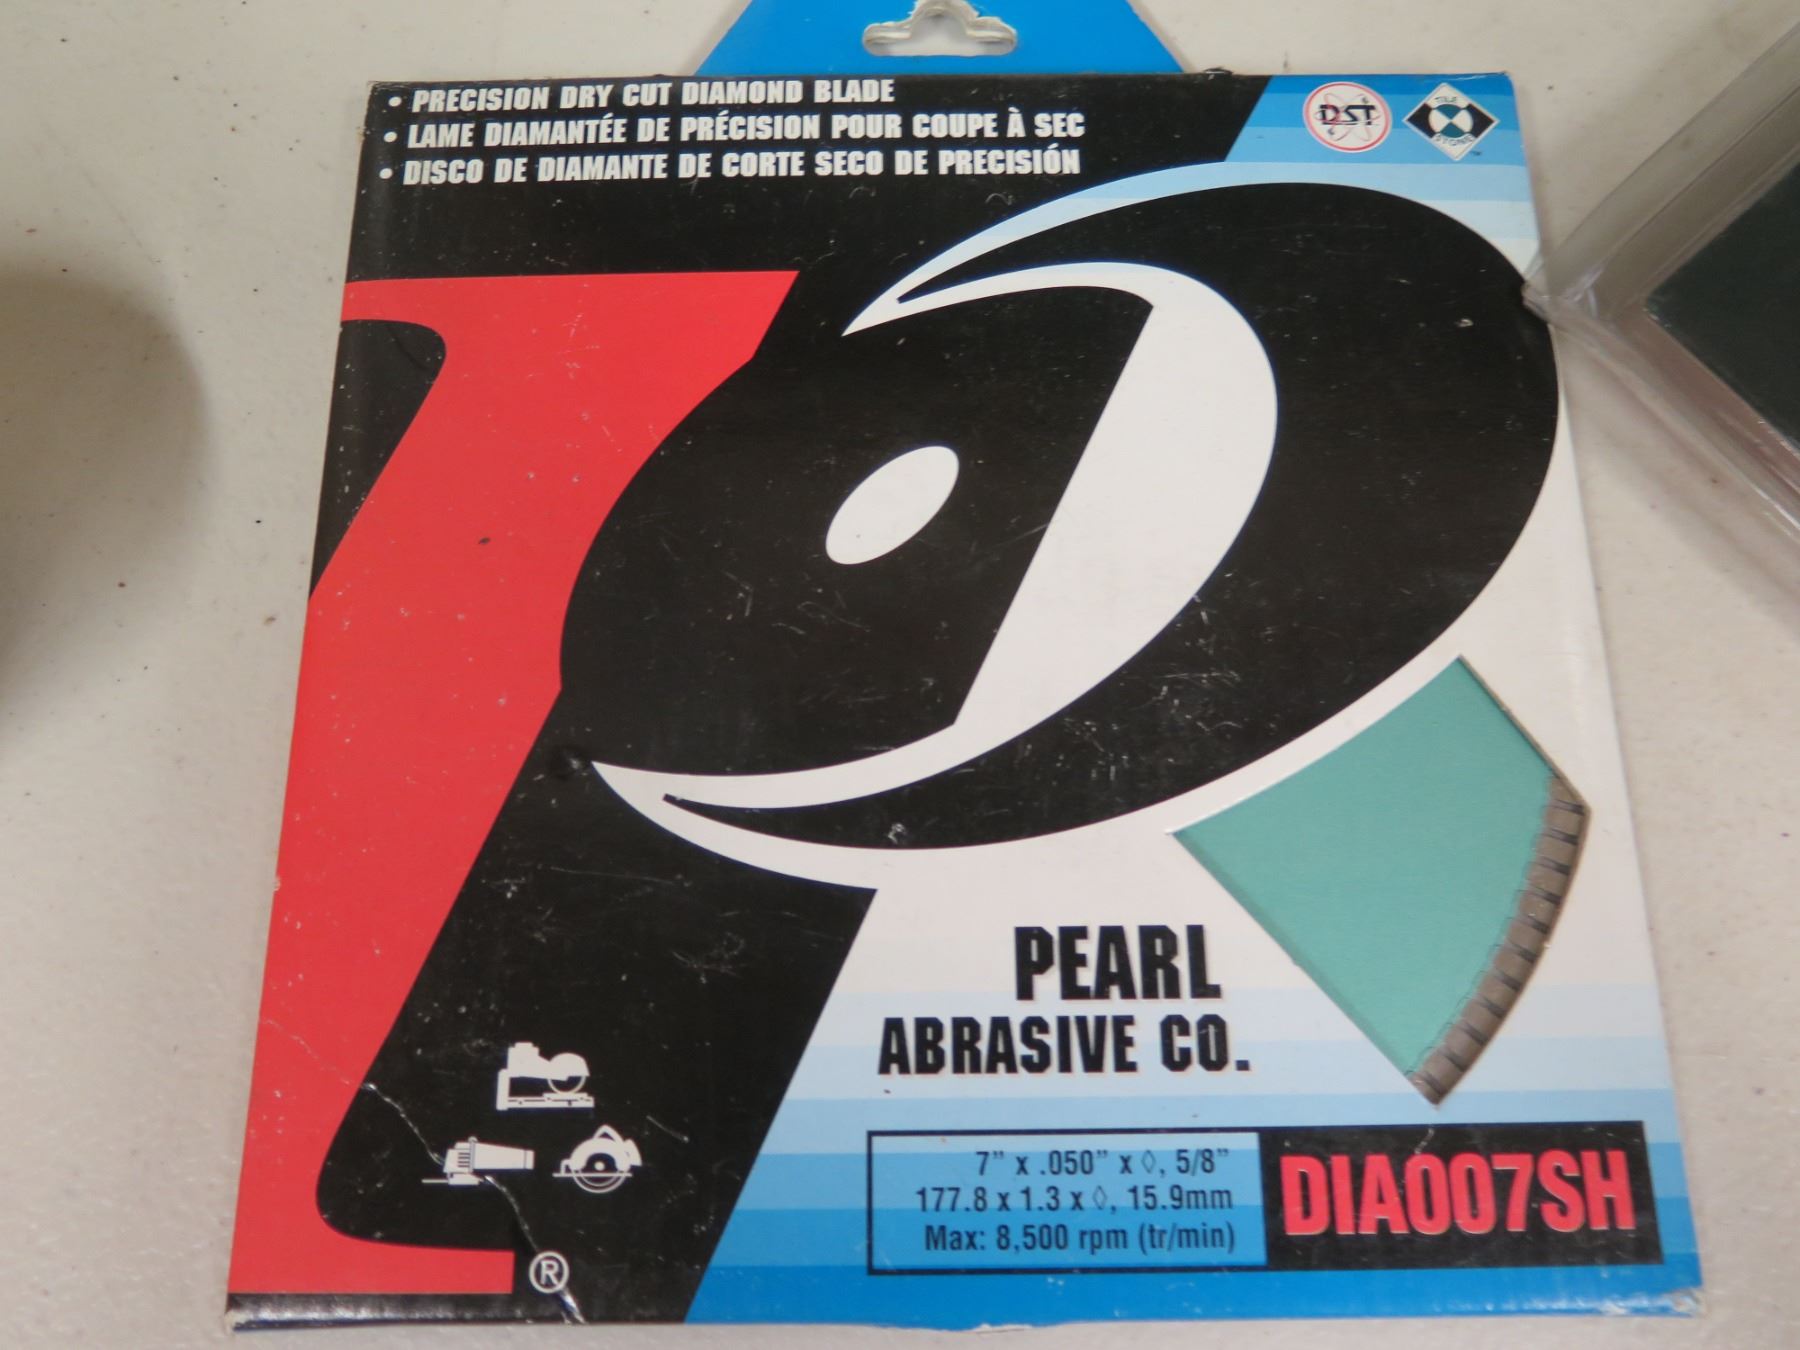 • PRECISION DRY CUT DIAMOND BLADE
• LAME DIAMANTÉE DE PRÉCISION POUR COUPE À SEC
• DISCO DE DIAMANTE DE CORTE SECO DE PRECISIÓN
DST
TILE
STONE
PEARL
ABRASIVE CO.
7" x .050" x ◊, 5/8"
177.8 x 1.3 x ◊, 15.9mm
Max: 8,500 rpm (tr/min)
DIA007SH
®